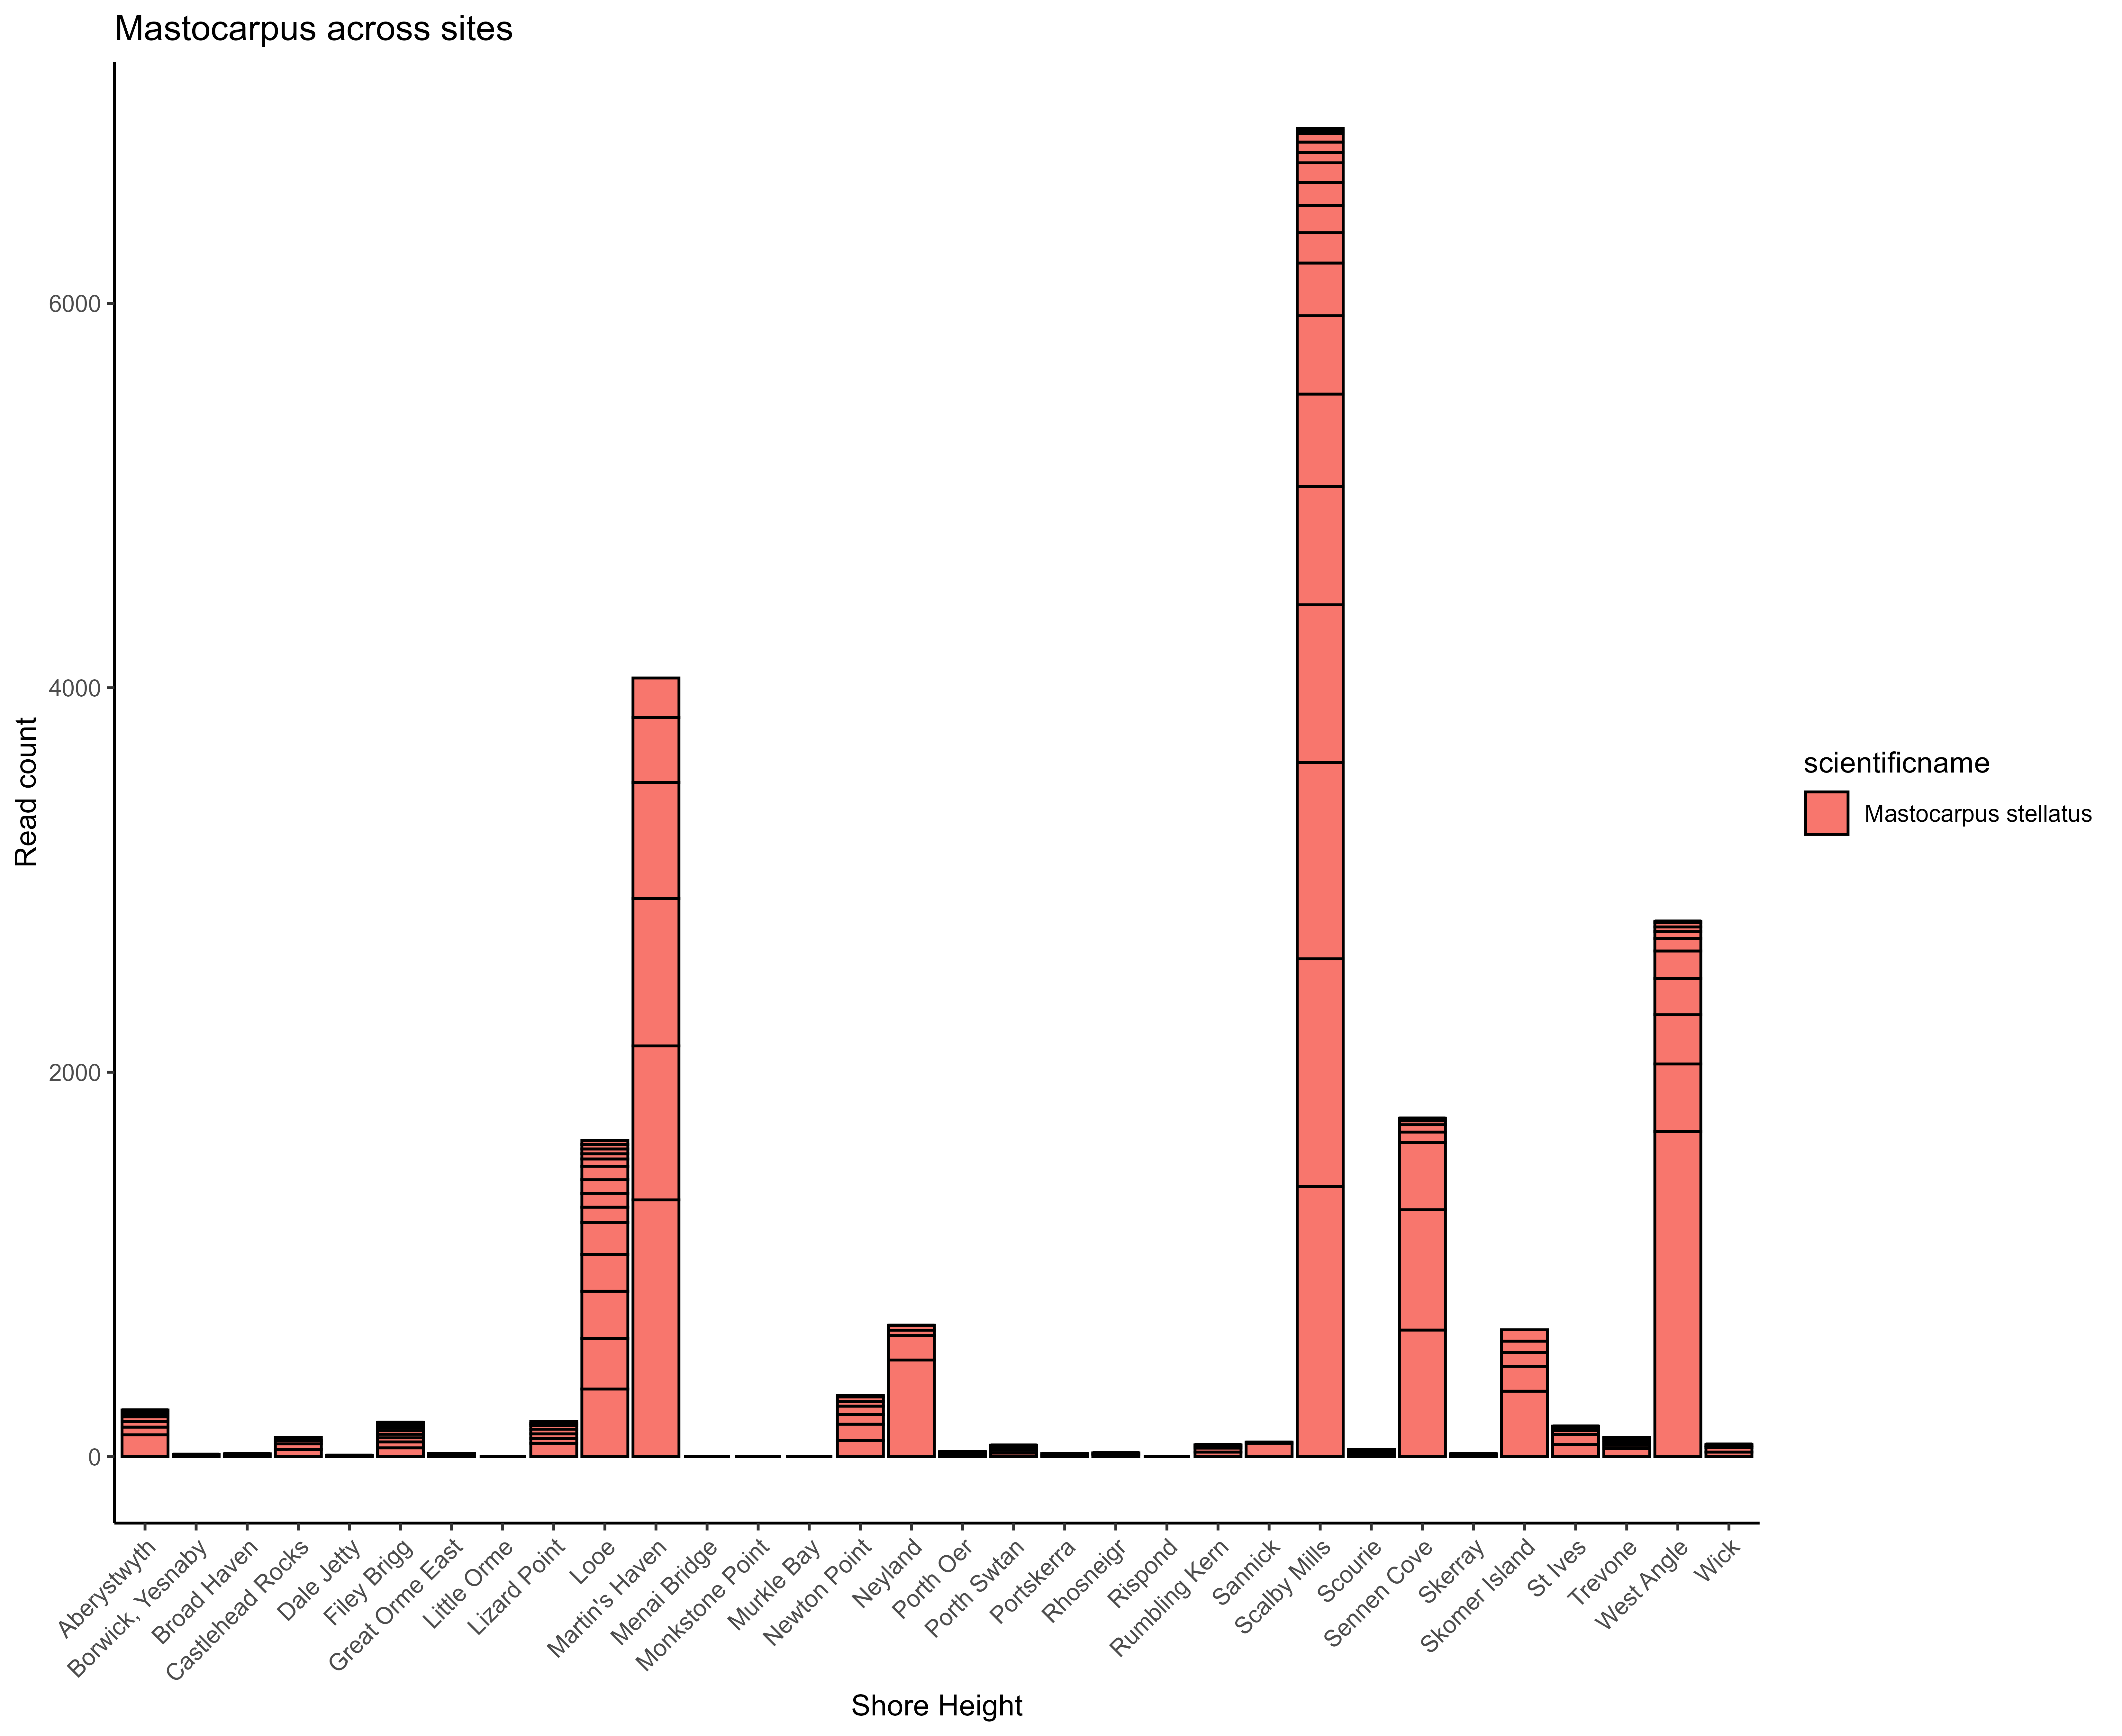 Mastocarpus across sites
Read count
6000
4000
2000
0
Aberystwyth
Borwick, Yesnaby
Broad Haven
Castlehead Rocks
Dale Jetty
Filey Brigg
Great Orme East
Little Orme
Lizard Point
Looe
Martin's Haven
Menai Bridge
Monkstone Point
Murkle Bay
Newton Point
Neyland
Porth Oer
Porth Swtan
Portskerra
Rhosneigr
Rispond
Rumbling Kern
Sannick
Scalby Mills
Scourie
Sennen Cove
Skerray
Skomer Island
St Ives
Trevone
West Angle
Wick
Shore Height
scientificname
Mastocarpus stellatus